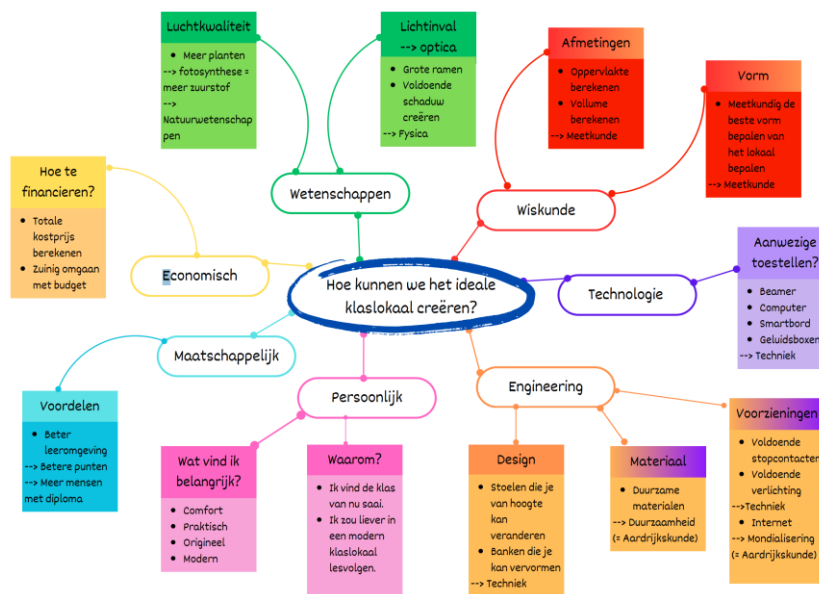 Luchtkwaliteit
Meer planten
--> fotosynthese =
meer zuurstof
-->
Natuurwetenschap
pen
Lichtinval
--> optica
Grote ramen
Voldoende
schaduw
creëren
--> Fysica
Afmetingen
Oppervlakte
berekenen
Vollume
berekenen
--> Meetkunde
Vorm
Meetkundig de
beste vorm
bepalen van
het lokaal
bepalen
--> Meetkunde
Hoe te
financieren?
Totale
kostprijs
berekenen
Zuinig omgaan
met budget
Wetenschappen
Wiskunde
Economisch
Hoe kunnen we het ideale
klaslokaal creëren?
Technologie
Aanwezige
toestellen?
Beamer
Computer
Smartbord
Geluidsboxen
--> Techniek
Maatschappelijk
Persoonlijk
Engineering
Voordelen
Beter
leeromgeving
--> Betere punten
--> Meer mensen
met diploma
Wat vind ik
belangrijk?
Comfort
Praktisch
Origineel
Modern
Waarom?
Ik vind de klas
van nu saai.
Ik zou liever in
een modern
klaslokaal
lesvolgen.
Design
Stoelen die je
van hoogte
kan
veranderen
Banken die je
kan vervormen
--> Techniek
Materiaal
Duurzame
materialen
--> Duurzaamheid
(= Aardrijkskunde)
Voorzieningen
Voldoende
stopcontacten
Voldoende
verlichting
-->Techniek
Internet
--> Mondialisering
(= Aardrijkskunde)